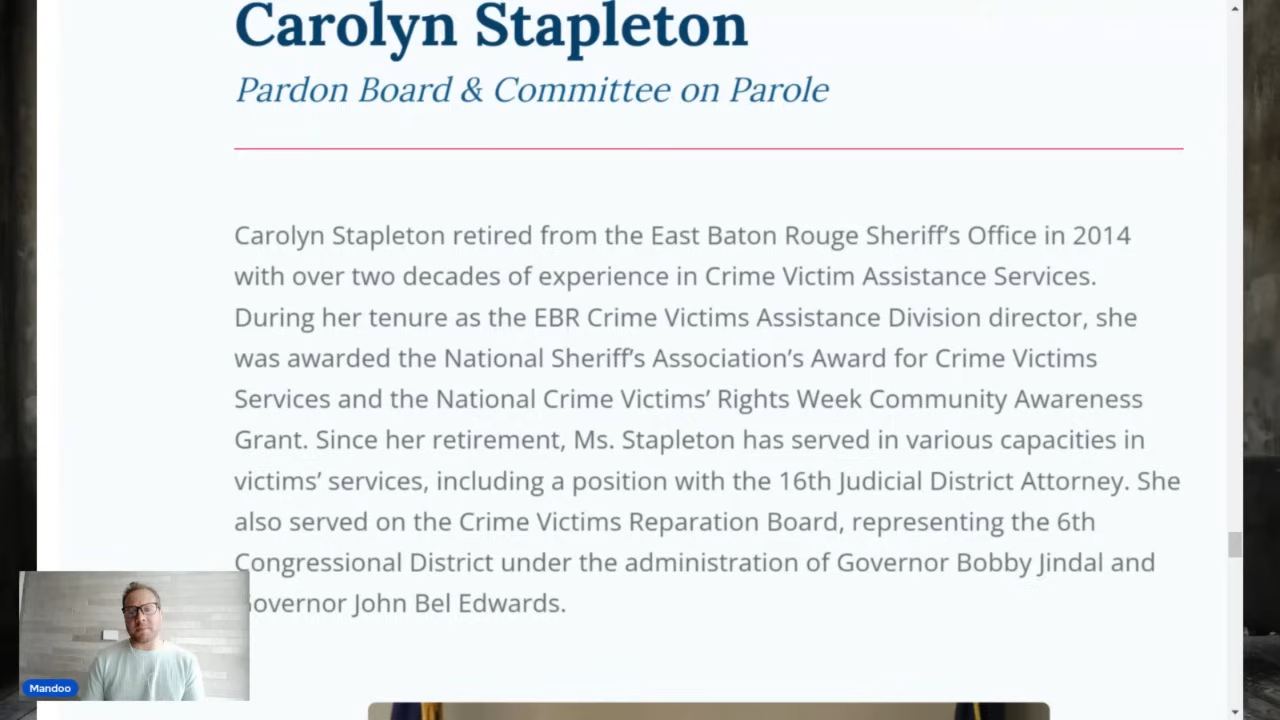 Carolyn Stapleton
Pardon Board & Committee on Parole
Carolyn Stapleton retired from the East Baton Rouge Sheriff’s Office in 2014
with over two decades of experience in Crime Victim Assistance Services.
During her tenure as the EBR Crime Victims Assistance Division director, she
was awarded the National Sheriff’s Association’s Award for Crime Victims
Services and the National Crime Victims’ Rights Week Community Awareness
Grant. Since her retirement, Ms. Stapleton has served in various capacities in
victims’ services, including a position with the 16th Judicial District Attorney. She
also served on the Crime Victims Reparation Board, representing the 6th
Congressional District under the administration of Governor Bobby Jindal and
Governor John Bel Edwards.
Mandoo